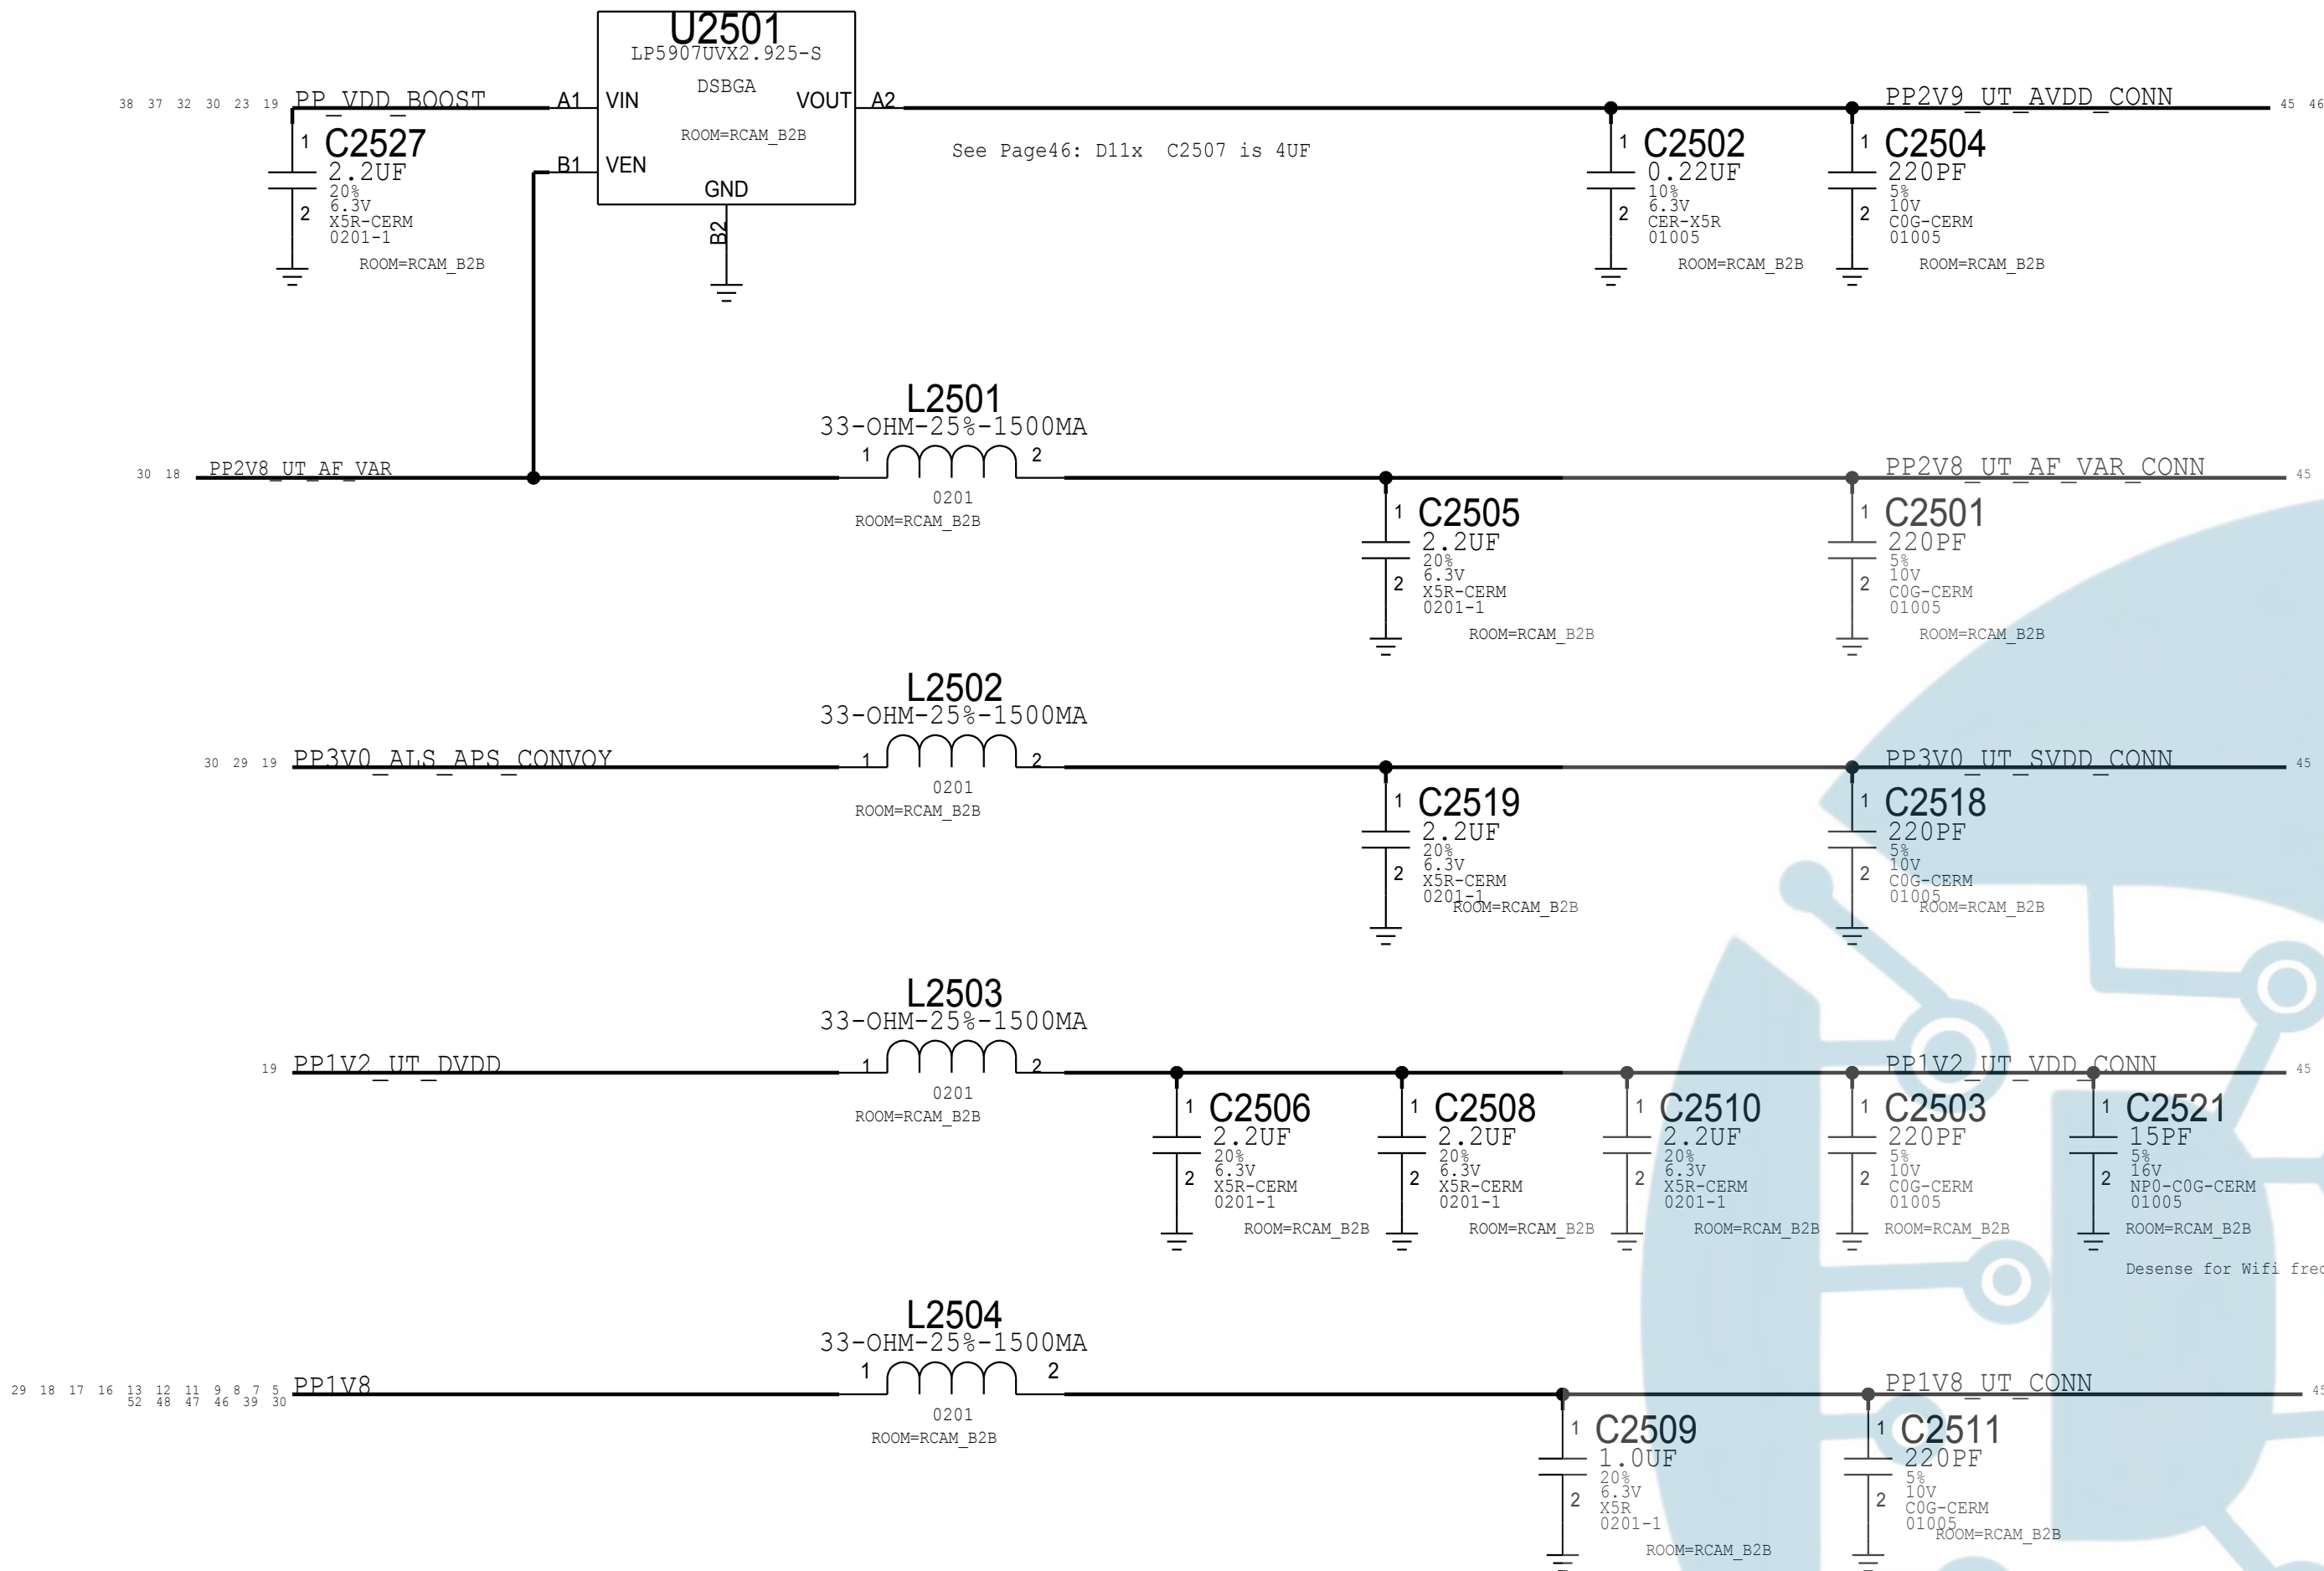 U2501
LP5907UVX2.925-S
DSBGA
38 37 32 30 23 19 PP_VDD_BOOST
A1 VIN
VOUT A2
PP2V9_UT_AVDD_CONN
45 46
ROOM=RCAM_B2B
B1 VEN
GND
B2
See Page46: D11x C2507 is 4UF
1
C2527
2.2UF
20%
6.3V
2
X5R-CERM
0201-1
ROOM=RCAM_B2B
1
C2502
0.22UF
10%
6.3V
2
CER-X5R
01005
ROOM=RCAM_B2B
1
C2504
220PF
5%
10V
2
C0G-CERM
01005
ROOM=RCAM_B2B
L2501
33-OHM-25%-1500MA
1 2
30 18 PP2V8_UT_AF_VAR
PP2V8_UT_AF_VAR_CONN
45
0201
ROOM=RCAM_B2B
1
C2505
2.2UF
20%
6.3V
2
X5R-CERM
0201-1
ROOM=RCAM_B2B
1
C2501
220PF
5%
10V
2
C0G-CERM
01005
ROOM=RCAM_B2B
L2502
33-OHM-25%-1500MA
30 29 19 PP3V0_ALS_APS_CONVOY
1 2
PP3V0_UT_SVDD_CONN
45
0201
ROOM=RCAM_B2B
1
C2519
2.2UF
20%
6.3V
2
X5R-CERM
0201-1
ROOM=RCAM_B2B
1
C2518
220PF
5%
10V
2
C0G-CERM
01005
ROOM=RCAM_B2B
L2503
33-OHM-25%-1500MA
19 PP1V2_UT_DVDD
1 2
PP1V2_UT_VDD_CONN
45
0201
ROOM=RCAM_B2B
1
C2506
2.2UF
20%
6.3V
2
X5R-CERM
0201-1
ROOM=RCAM_B2B
1
C2508
2.2UF
20%
6.3V
2
X5R-CERM
0201-1
ROOM=RCAM_B2B
1
C2510
2.2UF
20%
6.3V
2
X5R-CERM
0201-1
ROOM=RCAM_B2B
1
C2503
220PF
5%
10V
2
C0G-CERM
01005
ROOM=RCAM_B2B
1
C2521
15PF
5%
16V
2
NP0-C0G-CERM
01005
ROOM=RCAM_B2B
Desense for Wifi
L2504
33-OHM-25%-1500MA
1 2
29 18 17 16 13 12 11 9 8 7 5 PP1V8
52 48 47 46 39 30
PP1V8_UT_CONN
45
0201
ROOM=RCAM_B2B
1
C2509
1.0UF
20%
6.3V
2
X5R
0201-1
ROOM=RCAM_B2B
1
C2511
220PF
5%
10V
2
C0G-CERM
01005
ROOM=RCAM_B2B